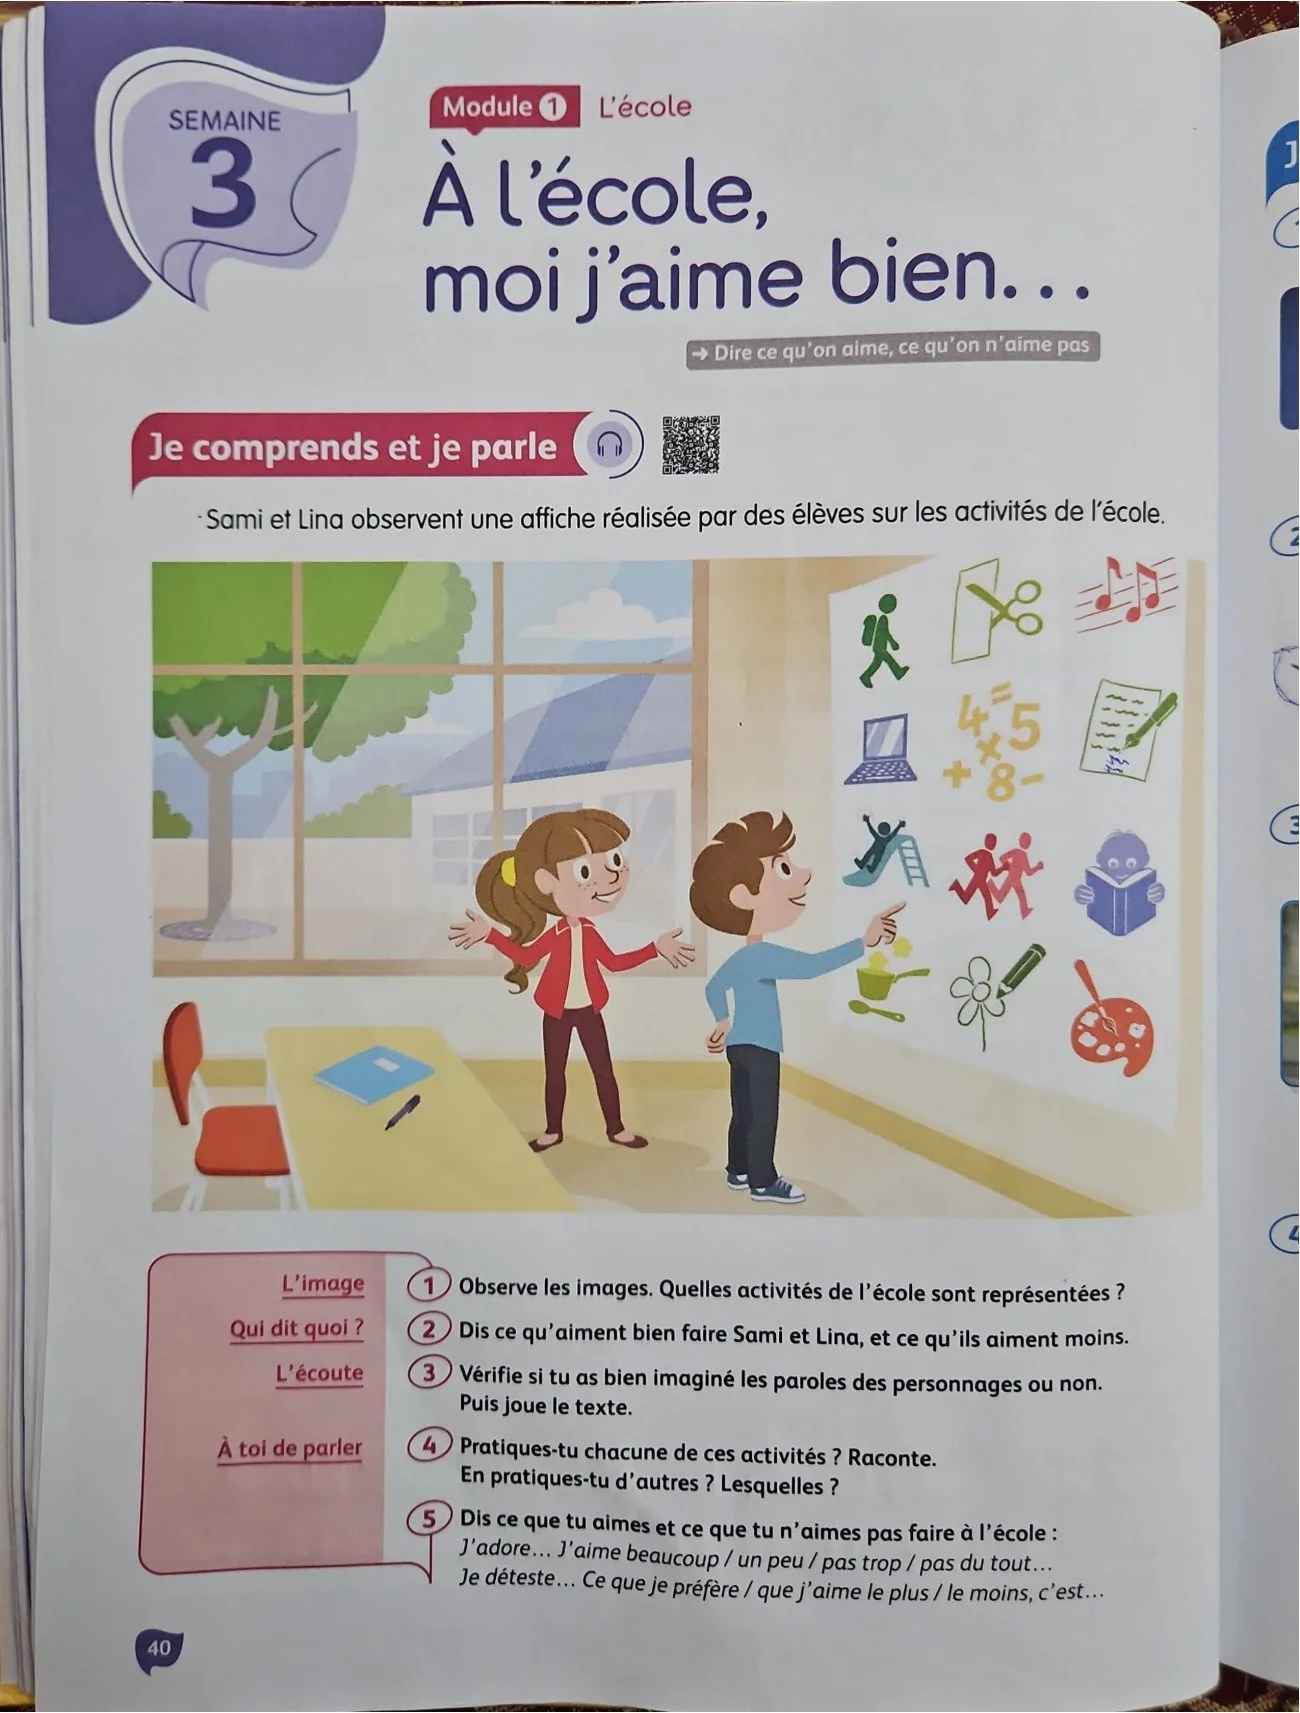 SEMAINE
3
Module 1 L'école
À l'école,
moi j'aime bien...
→ Dire ce qu'on aime, ce qu'on n'aime pas
Je comprends et je parle
Sami et Lina observent une affiche réalisée par des élèves sur les activités de l'école.
4 = 5
×
+ 8 -
L'image
1 Observe les images. Quelles activités de l'école sont représentées ?
Qui dit quoi ?
2 Dis ce qu'aiment bien faire Sami et Lina, et ce qu'ils aiment moins.
L'écoute
3 Vérifie si tu as bien imaginé les paroles des personnages ou non.
Puis joue le texte.
À toi de parler
4 Pratiques-tu chacune de ces activités ? Raconte.
En pratiques-tu d'autres ? Lesquelles ?
5 Dis ce que tu aimes et ce que tu n'aimes pas faire à l'école :
J'adore... J'aime beaucoup / un peu / pas trop / pas du tout...
Je déteste... Ce que je préfère / que j'aime le plus / le moins, c'est...
40
J
2
3
4